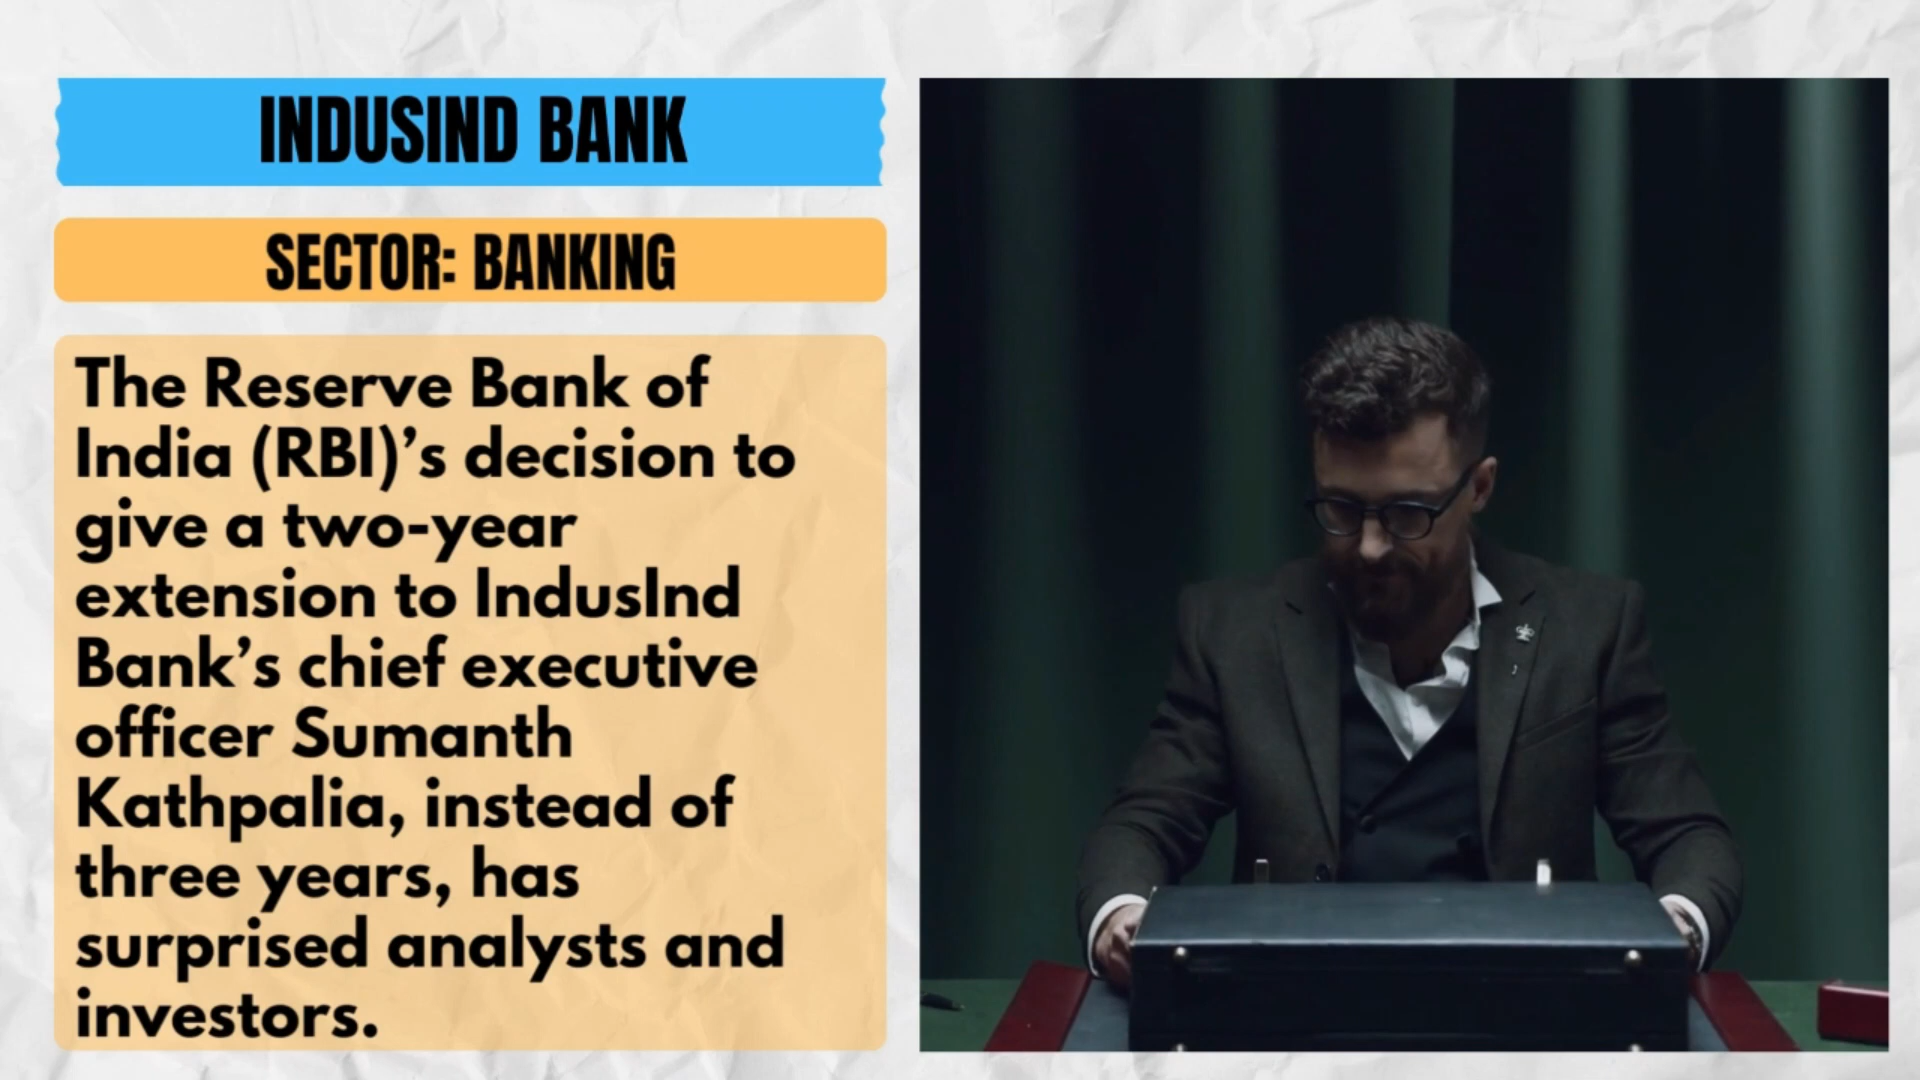 INDUSIND BANK
SECTOR: BANKING
The Reserve Bank of
India (RBI)’s decision to
give a two-year
extension to IndusInd
Bank’s chief executive
officer Sumanth
Kathpalia, instead of
three years, has
surprised analysts and
investors.